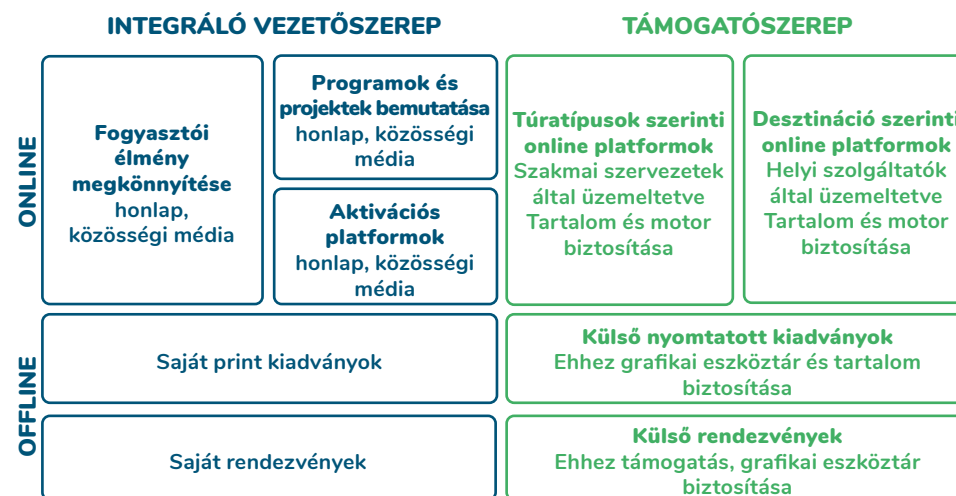 INTEGRÁLÓ VEZETŐSZEREP
TÁMOGATÓSZEREP
ONLINE
Fogyasztói
élmény
megkönnyítése
honlap,
közösségi média
Programok és
projektek bemutatása
honlap, közösségi
média
Aktivációs
platformok
honlap, közösségi
média
Túratípusok szerinti
online platformok
Szakmai szervezetek
által üzemeltetve
Tartalom és motor
biztosítása
Desztináció szerinti
online platformok
Helyi szolgáltatók
által üzemeltetve
Tartalom és motor
biztosítása
OFFLINE
Saját print kiadványok
Külső nyomtatott kiadványok
Ehhez grafikai eszköztár és tartalom
biztosítása
Saját rendezvények
Külső rendezvények
Ehhez támogatás, grafikai eszköztár
biztosítása